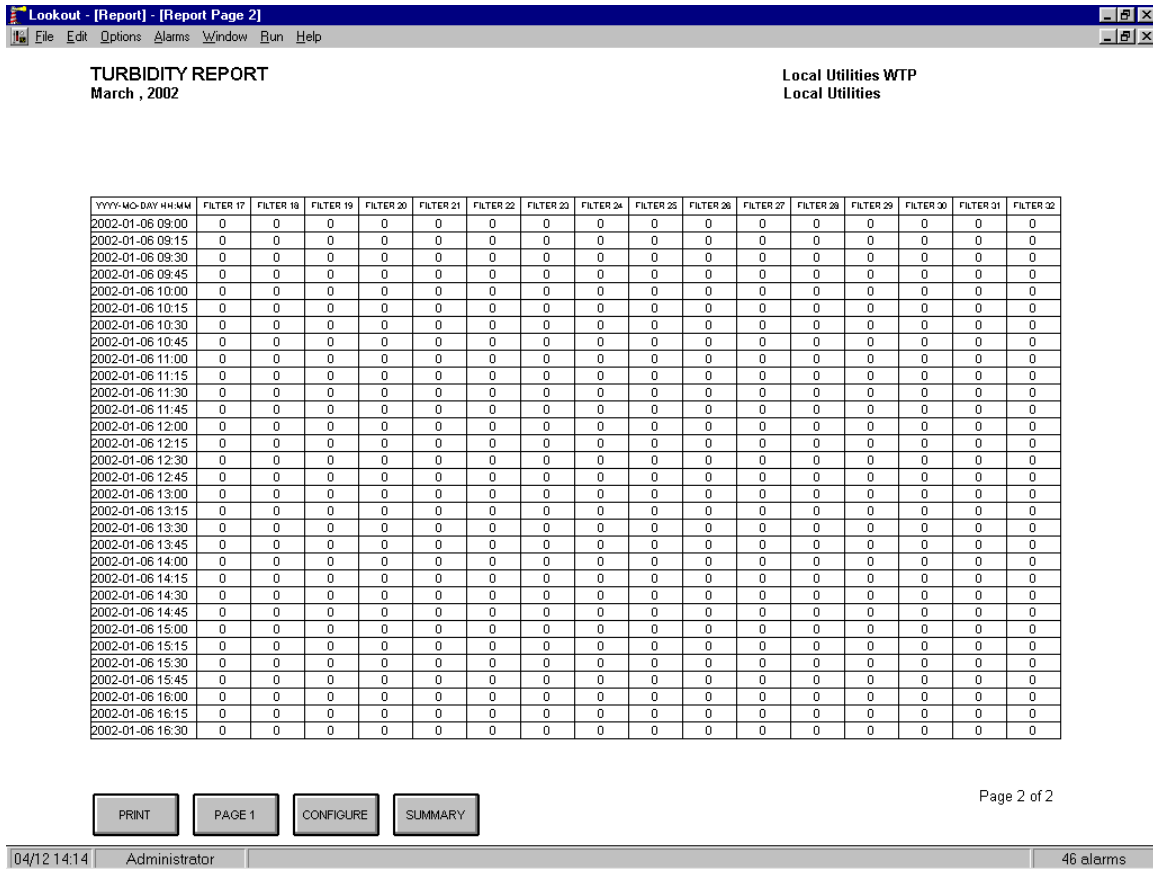 Lookout - [Report] - [Report Page 2]
File Edit Options Alarms Window Run Help
TURBIDITY REPORT
Local Utilities WTP
March , 2002
Local Utilities
YYYY-MO-DAY HH:MM FILTER 17 FILTER 18 FILTER 19 FILTER 20 FILTER 21 FILTER 22 FILTER 23 FILTER 24 FILTER 25 FILTER 26 FILTER 27 FILTER 28 FILTER 29 FILTER 30 FILTER 31 FILTER 32
2002-01-06 09:00 0 0 0 0 0 0 0 0 0 0 0 0 0 0 0 0
2002-01-06 09:15 0 0 0 0 0 0 0 0 0 0 0 0 0 0 0 0
2002-01-06 09:30 0 0 0 0 0 0 0 0 0 0 0 0 0 0 0 0
2002-01-06 09:45 0 0 0 0 0 0 0 0 0 0 0 0 0 0 0 0
2002-01-06 10:00 0 0 0 0 0 0 0 0 0 0 0 0 0 0 0 0
2002-01-06 10:15 0 0 0 0 0 0 0 0 0 0 0 0 0 0 0 0
2002-01-06 10:30 0 0 0 0 0 0 0 0 0 0 0 0 0 0 0 0
2002-01-06 10:45 0 0 0 0 0 0 0 0 0 0 0 0 0 0 0 0
2002-01-06 11:00 0 0 0 0 0 0 0 0 0 0 0 0 0 0 0 0
2002-01-06 11:15 0 0 0 0 0 0 0 0 0 0 0 0 0 0 0 0
2002-01-06 11:30 0 0 0 0 0 0 0 0 0 0 0 0 0 0 0 0
2002-01-06 11:45 0 0 0 0 0 0 0 0 0 0 0 0 0 0 0 0
2002-01-06 12:00 0 0 0 0 0 0 0 0 0 0 0 0 0 0 0 0
2002-01-06 12:15 0 0 0 0 0 0 0 0 0 0 0 0 0 0 0 0
2002-01-06 12:30 0 0 0 0 0 0 0 0 0 0 0 0 0 0 0 0
2002-01-06 12:45 0 0 0 0 0 0 0 0 0 0 0 0 0 0 0 0
2002-01-06 13:00 0 0 0 0 0 0 0 0 0 0 0 0 0 0 0 0
2002-01-06 13:15 0 0 0 0 0 0 0 0 0 0 0 0 0 0 0 0
2002-01-06 13:30 0 0 0 0 0 0 0 0 0 0 0 0 0 0 0 0
2002-01-06 13:45 0 0 0 0 0 0 0 0 0 0 0 0 0 0 0 0
2002-01-06 14:00 0 0 0 0 0 0 0 0 0 0 0 0 0 0 0 0
2002-01-06 14:15 0 0 0 0 0 0 0 0 0 0 0 0 0 0 0 0
2002-01-06 14:30 0 0 0 0 0 0 0 0 0 0 0 0 0 0 0 0
2002-01-06 14:45 0 0 0 0 0 0 0 0 0 0 0 0 0 0 0 0
2002-01-06 15:00 0 0 0 0 0 0 0 0 0 0 0 0 0 0 0 0
2002-01-06 15:15 0 0 0 0 0 0 0 0 0 0 0 0 0 0 0 0
2002-01-06 15:30 0 0 0 0 0 0 0 0 0 0 0 0 0 0 0 0
2002-01-06 15:45 0 0 0 0 0 0 0 0 0 0 0 0 0 0 0 0
2002-01-06 16:00 0 0 0 0 0 0 0 0 0 0 0 0 0 0 0 0
2002-01-06 16:15 0 0 0 0 0 0 0 0 0 0 0 0 0 0 0 0
2002-01-06 16:30 0 0 0 0 0 0 0 0 0 0 0 0 0 0 0 0
Page 2 of 2
PRINT PAGE 1 CONFIGURE SUMMARY
04/12 14:14 Administrator 46 alarms